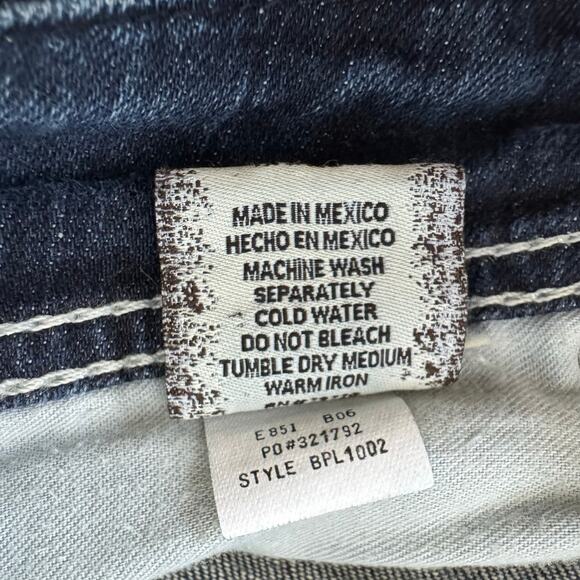 MADE IN MEXICO
HECHO EN MEXICO
MACHINE WASH
SEPARATELY
COLD WATER
DO NOT BLEACH
TUMBLE DRY MEDIUM
WARM IRON
E851 B06
PO#321792
STYLE BPL1002